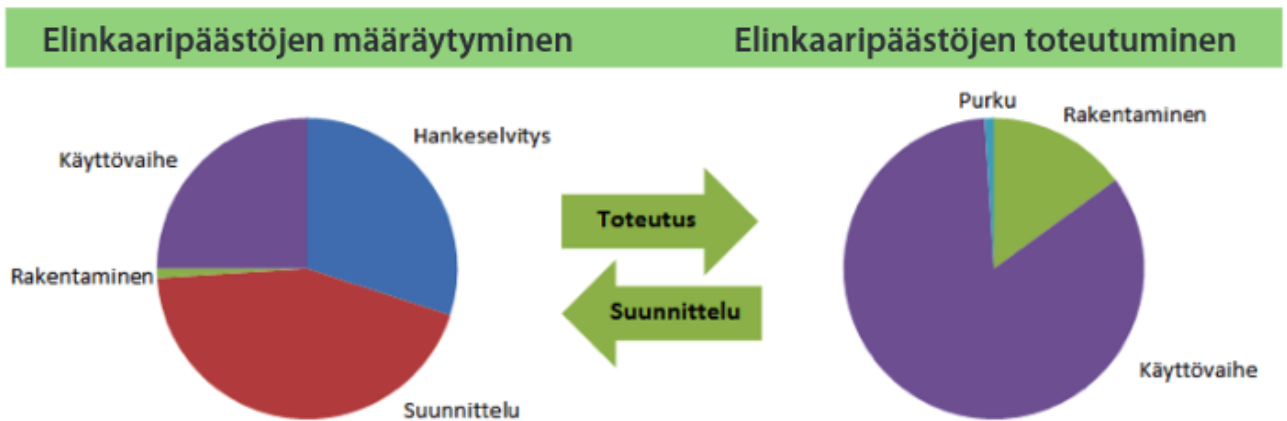 Elinkaaripäästöjen määräytyminen
Elinkaaripäästöjen toteutuminen
Käyttövaihe
Hankeselvitys
Rakentaminen
Suunnittelu
Toteutus
Suunnittelu
Purku
Rakentaminen
Käyttövaihe